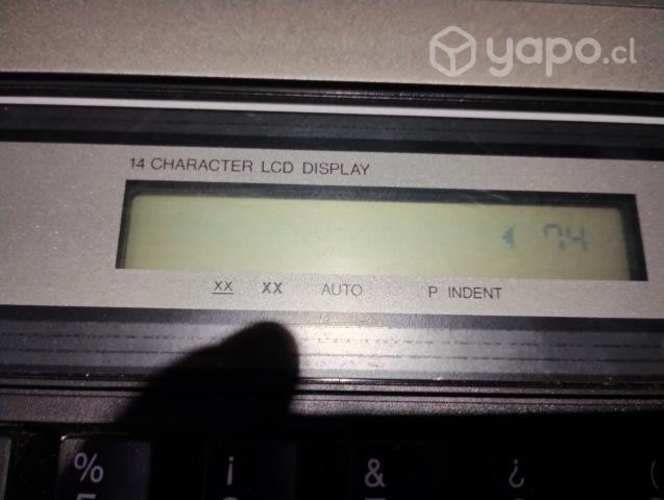 yapo.cl
14 CHARACTER LCD DISPLAY
74
XX XX AUTO P INDENT
% ¡ & ¿ (